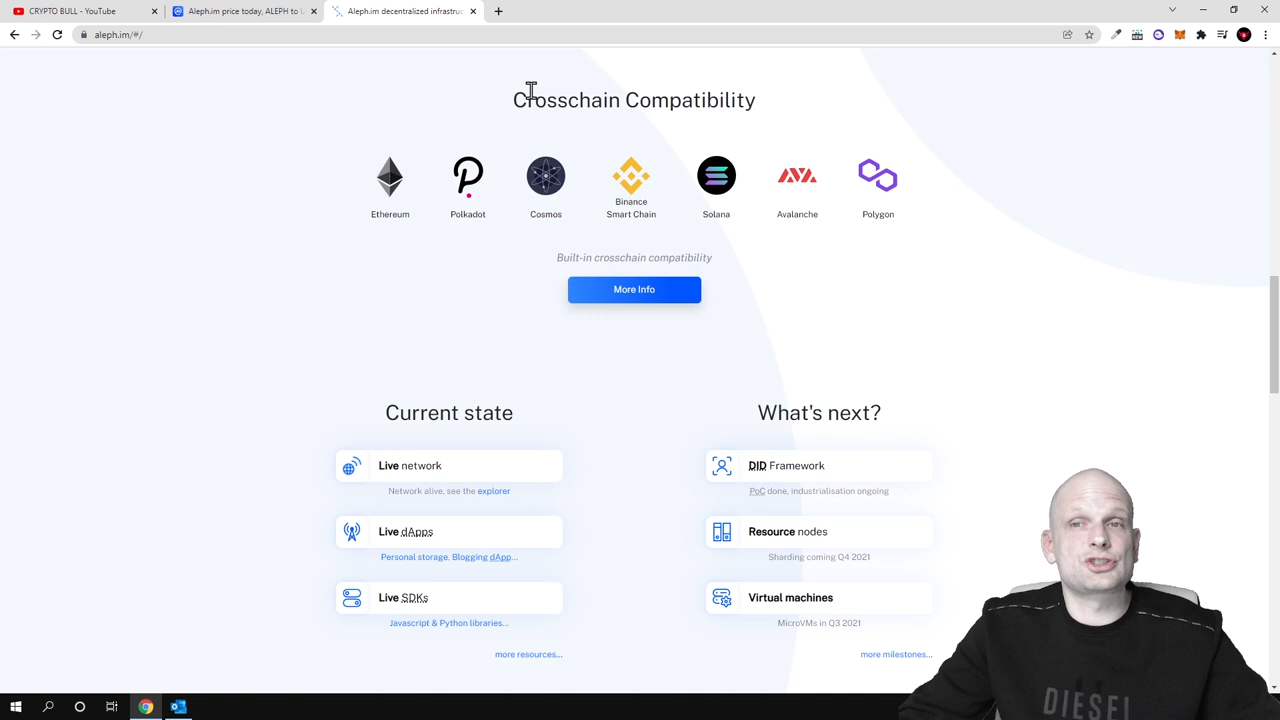 CRYPTO BULL - YouTube
Aleph.im price today, ALEPH to U
Aleph.im decentralized infrastruc
aleph.im/#/
Crosschain Compatibility
Ethereum
Polkadot
Cosmos
Binance
Smart Chain
Solana
Avalanche
Polygon
Built-in crosschain compatibility
More Info
Current state
What's next?
Live network
Network alive, see the explorer
DID Framework
PoC done, industrialisation ongoing
Live dApps
Personal storage, Blogging dApp...
Resource nodes
Sharding coming Q4 2021
Live SDKs
Javascript & Python libraries...
Virtual machines
MicroVMs in Q3 2021
more resources...
more milestones...
DIESEL